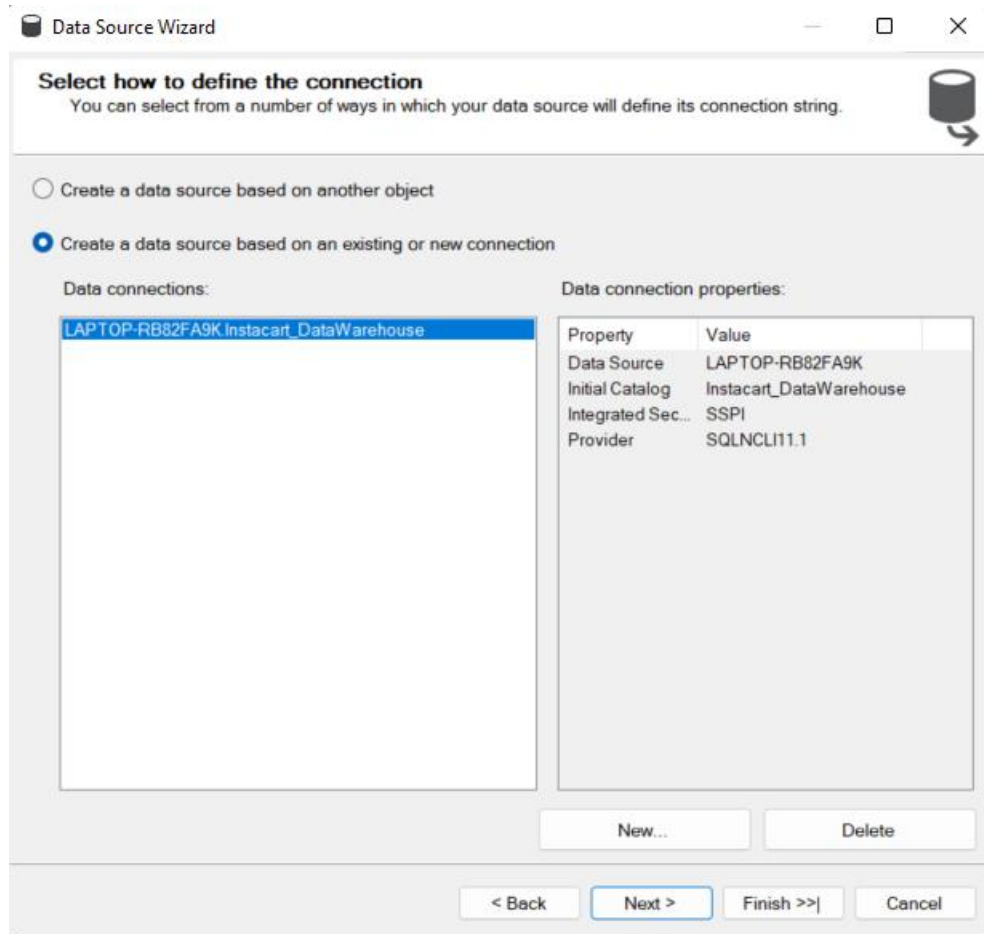 Data Source Wizard
Select how to define the connection
You can select from a number of ways in which your data source will define its connection string.
Create a data source based on another object
Create a data source based on an existing or new connection
Data connections:
LAPTOP-RB82FA9K.Instacart_DataWarehouse
Data connection properties:
Property Value
Data Source LAPTOP-RB82FA9K
Initial Catalog Instacart_DataWarehouse
Integrated Sec... SSPI
Provider SQLNCLI11.1
New... Delete
< Back Next > Finish >>| Cancel